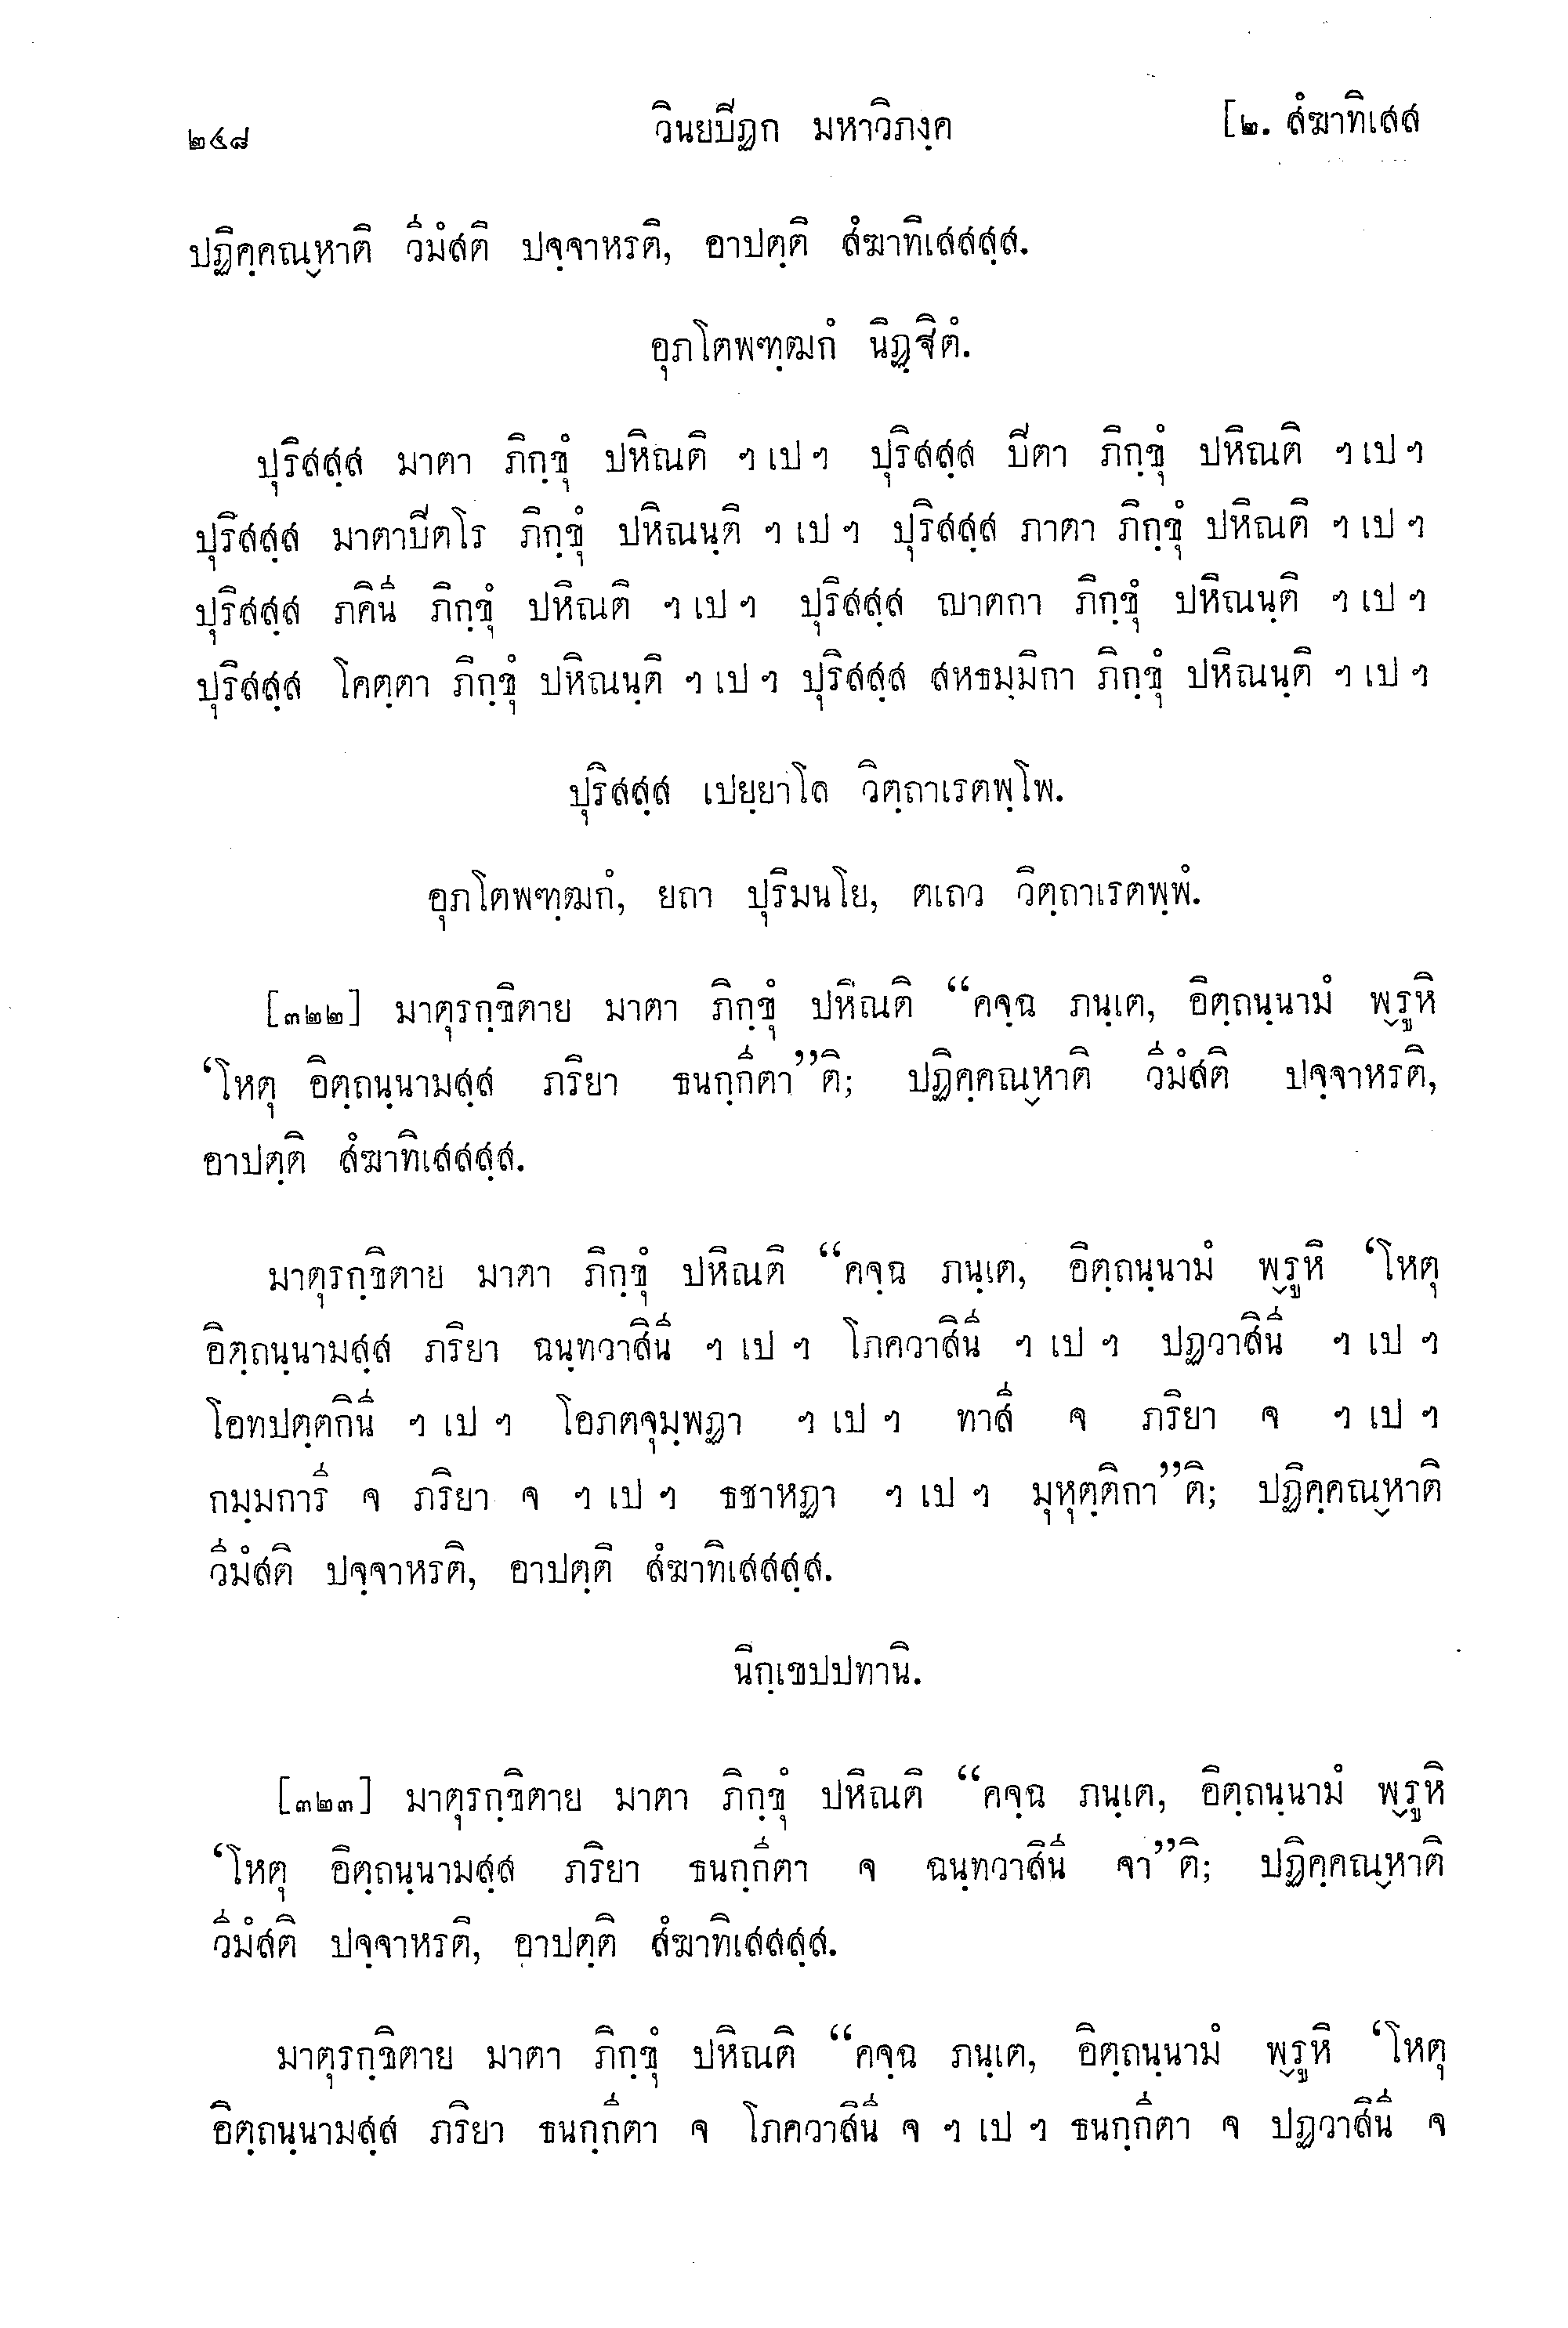 ๒๔๘ วินยปิฏก มหาวิภงฺค [๒. สํฆาทิเสส
ปฏิคฺคณฺหาติ วีมํสติ ปจฺจาหรติ, อาปตฺติ สํฆาทิเสสสฺส.
อุภโตพทฺธกํ นิฏฺฐิตํ.
ปุริสสฺส มาตา ภิกฺขุํ ปหิณติ ฯ เป ฯ ปุริสสฺส ปิตา ภิกฺขุํ ปหิณติ ฯ เป ฯ
ปุริสสฺส มาตาปิตโร ภิกฺขุํ ปหิณนฺติ ฯ เป ฯ ปุริสสฺส ภาตา ภิกฺขุํ ปหิณติ ฯ เป ฯ
ปุริสสฺส ภคินี ภิกฺขุํ ปหิณติ ฯ เป ฯ ปุริสสฺส ญาตกา ภิกฺขุํ ปหิณนฺติ ฯ เป ฯ
ปุริสสฺส โคตฺตา ภิกฺขุํ ปหิณนฺติ ฯ เป ฯ ปุริสสฺส สหธมฺมิกา ภิกฺขุํ ปหิณนฺติ ฯ เป ฯ
ปุริสสฺส เปยฺยาโล วิตฺถาเรตพฺโพ.
อุภโตพทฺธกํ, ยถา ปุริมนโย, ตเถว วิตฺถาเรตพฺพํ.
[๓๒๒] มาตุรกฺขิตาย มาตา ภิกฺขุํ ปหิณติ “คจฺฉ ภนฺเต, อิตฺถนฺนามํ พฺรูหิ
‘โหตุ อิตฺถนฺนามสฺส ภริยา ธนกฺกีตา’’ติ; ปฏิคฺคณฺหาติ วีมํสติ ปจฺจาหรติ,
อาปตฺติ สํฆาทิเสสสฺส.
มาตุรกฺขิตาย มาตา ภิกฺขุํ ปหิณติ “คจฺฉ ภนฺเต, อิตฺถนฺนามํ พฺรูหิ ‘โหตุ
อิตฺถนฺนามสฺส ภริยา ฉนฺทวาสินี ฯ เป ฯ โภควาสินี ฯ เป ฯ ปฏวาสินี ฯ เป ฯ
โอทปตฺตกินี ฯ เป ฯ โอภตจุมฺพฏา ฯ เป ฯ ทาสี จ ภริยา จ ฯ เป ฯ
กมฺมการี จ ภริยา จ ฯ เป ฯ ธชาหฏา ฯ เป ฯ มุหุตฺติกา’’ติ; ปฏิคฺคณฺหาติ
วีมํสติ ปจฺจาหรติ, อาปตฺติ สํฆาทิเสสสฺส.
นิกฺเขปปทานิ.
[๓๒๓] มาตุรกฺขิตาย มาตา ภิกฺขุํ ปหิณติ “คจฺฉ ภนฺเต, อิตฺถนฺนามํ พฺรูหิ
‘โหตุ อิตฺถนฺนามสฺส ภริยา ธนกฺกีตา จ ฉนฺทวาสินี จา’’ติ; ปฏิคฺคณฺหาติ
วีมํสติ ปจฺจาหรติ, อาปตฺติ สํฆาทิเสสสฺส.
มาตุรกฺขิตาย มาตา ภิกฺขุํ ปหิณติ “คจฺฉ ภนฺเต, อิตฺถนฺนามํ พฺรูหิ ‘โหตุ
อิตฺถนฺนามสฺส ภริยา ธนกฺกีตา จ โภควาสินี จ ฯ เป ฯ ธนกฺกีตา จ ปฏวาสินี จ